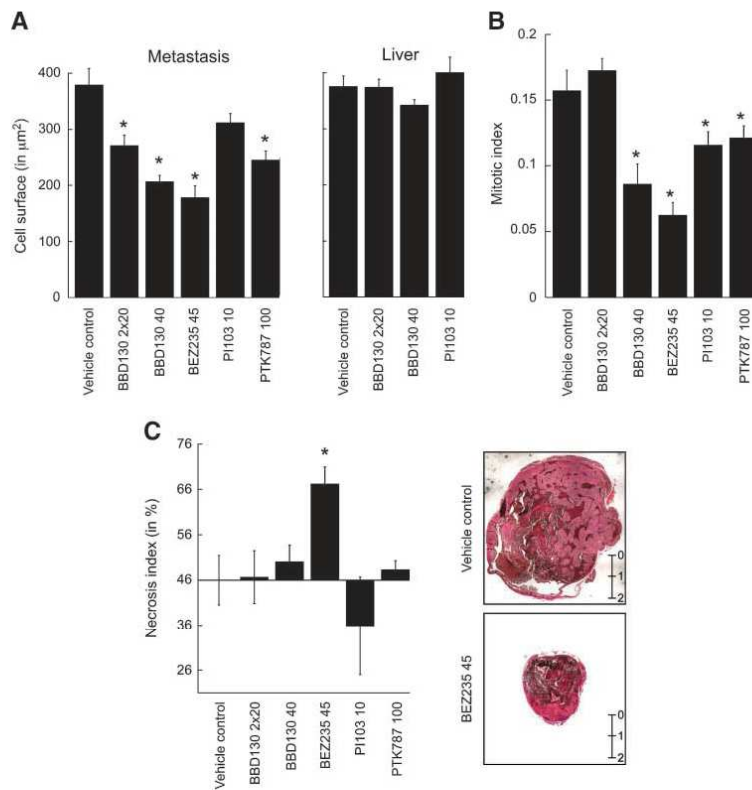 A
B
Metastasis
Liver
Cell surface (in μm²)
400
300
200
100
0
*
*
*
*
Vehicle control
BBD130 2x20
BBD130 40
BEZ235 45
PI103 10
PTK787 100
Vehicle control
BBD130 2x20
BBD130 40
PI103 10
Mitotic index
0.2
0.15
0.1
0.05
0
*
*
*
*
Vehicle control
BBD130 2x20
BBD130 40
BEZ235 45
PI103 10
PTK787 100
C
Necrosis index (in %)
76
66
56
46
36
26
*
Vehicle control
BBD130 2x20
BBD130 40
BEZ235 45
PI103 10
PTK787 100
Vehicle control
0
1
2
BEZ235 45
0
1
2